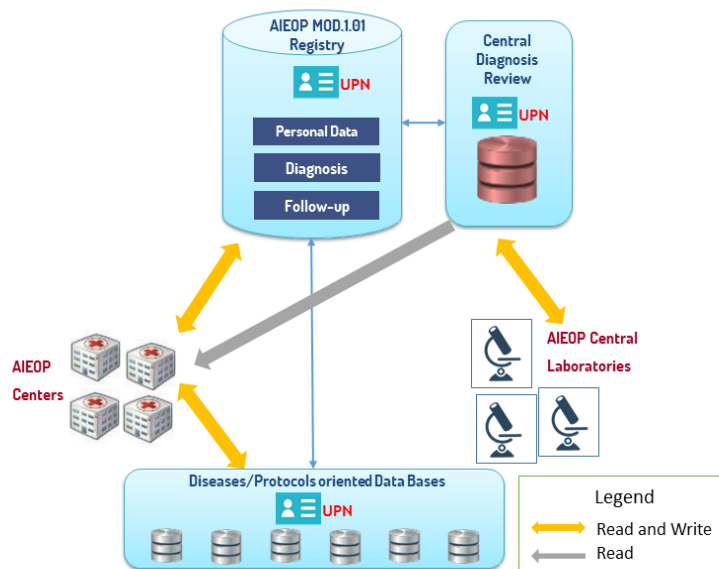 AIEOP MOD.1.01
Registry
UPN
Personal Data
Diagnosis
Follow-up
Central
Diagnosis
Review
UPN
AIEOP
Centers
AIEOP Central
Laboratories
Diseases/Protocols oriented Data Bases
UPN
Legend
Read and Write
Read